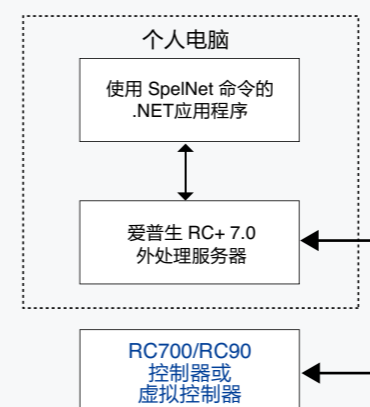 个人电脑
使用 SpelNet 命令的
.NET应用程序
爱普生 RC+ 7.0
外处理服务器
RC700/RC90
控制器或
虚拟控制器